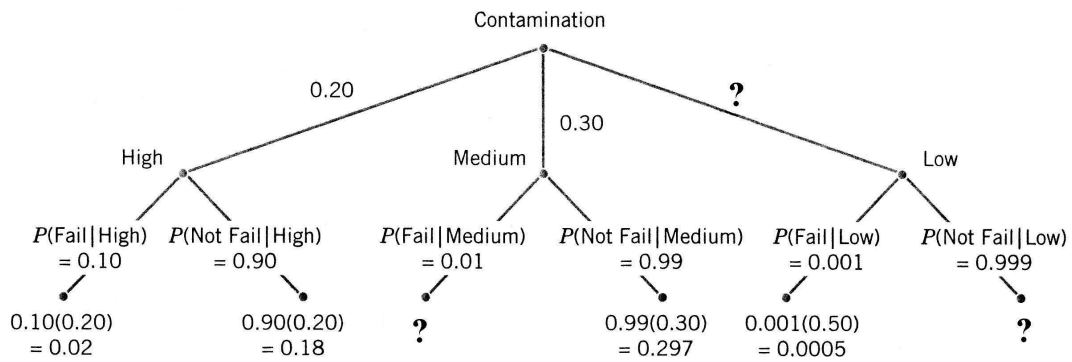 Contamination
0.20
?
0.30
High
Medium
Low
P(Fail|High)
= 0.10
P(Not Fail|High)
= 0.90
P(Fail|Medium)
= 0.01
P(Not Fail|Medium)
= 0.99
P(Fail|Low)
= 0.001
P(Not Fail|Low)
= 0.999
0.10(0.20)
= 0.02
0.90(0.20)
= 0.18
?
0.99(0.30)
= 0.297
0.001(0.50)
= 0.0005
?